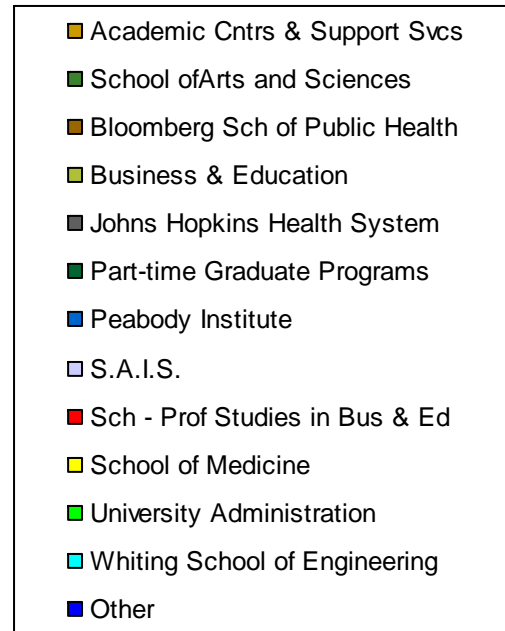 Academic Cntrs & Support Svcs
School ofArts and Sciences
Bloomberg Sch of Public Health
Business & Education
Johns Hopkins Health System
Part-time Graduate Programs
Peabody Institute
S.A.I.S.
Sch - Prof Studies in Bus & Ed
School of Medicine
University Administration
Whiting School of Engineering
Other